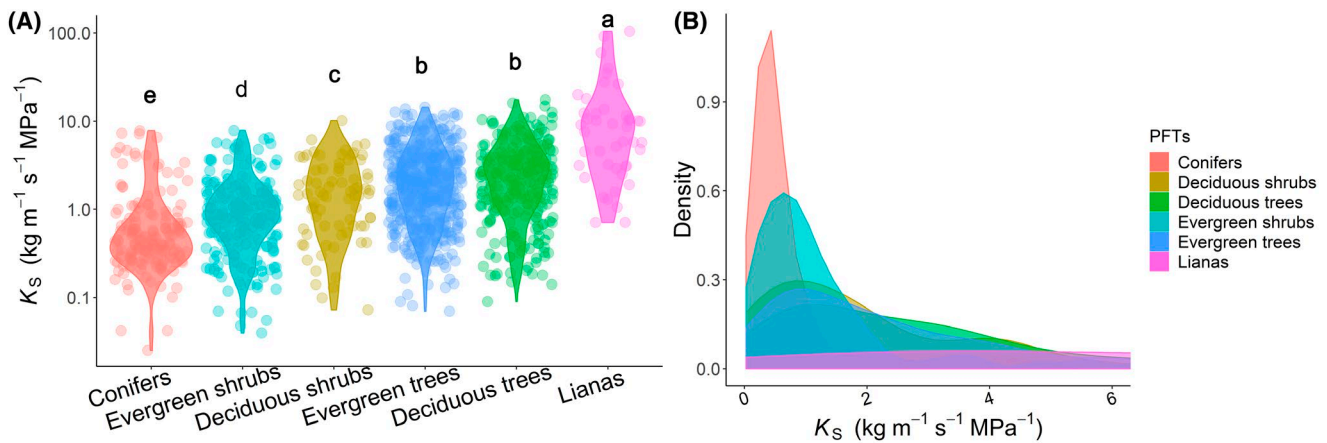 (A)
K_S (kg m⁻¹ s⁻¹ MPa⁻¹)
100.0
10.0
1.0
0.1
e
d
c
b
b
a
Conifers
Evergreen shrubs
Deciduous shrubs
Evergreen trees
Deciduous trees
Lianas
(B)
Density
0.9
0.6
0.3
0.0
0
2
4
6
K_S (kg m⁻¹ s⁻¹ MPa⁻¹)
PFTs
Conifers
Deciduous shrubs
Deciduous trees
Evergreen shrubs
Evergreen trees
Lianas